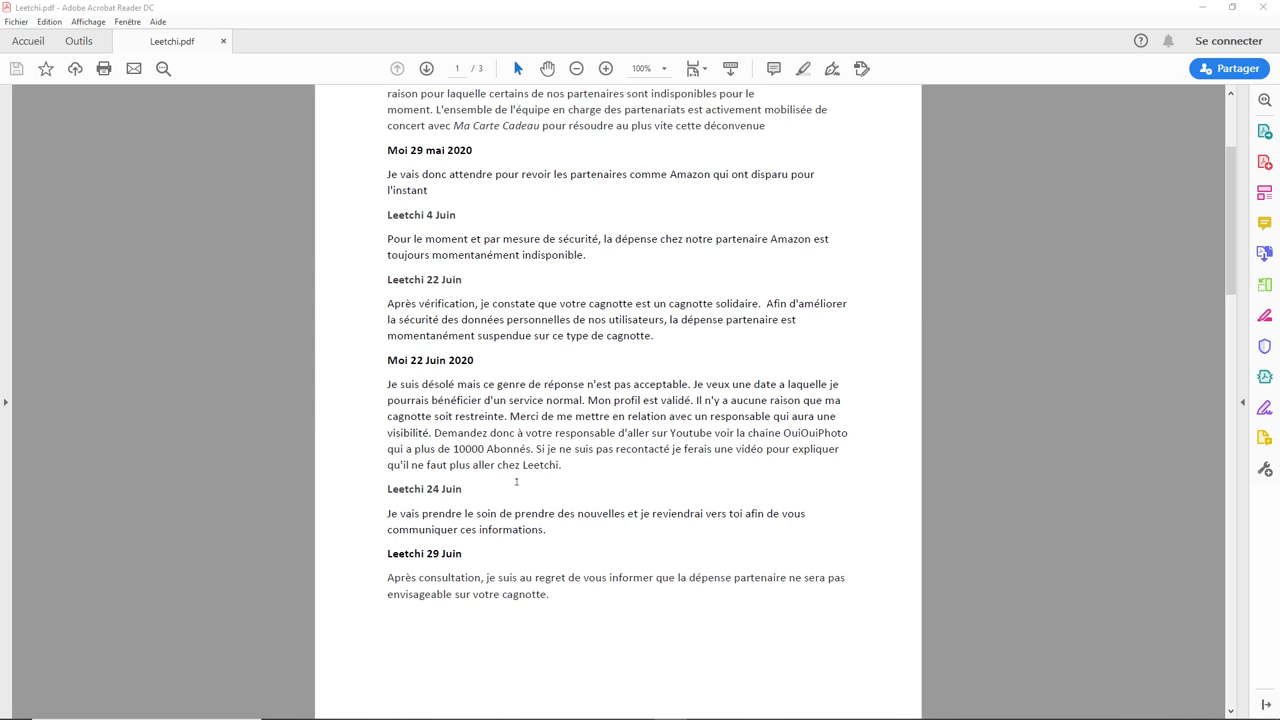 Leetchi.pdf - Adobe Acrobat Reader DC
Fichier Edition Affichage Fenêtre Aide
Accueil Outils Leetchi.pdf × Se connecter
1 / 3 100% Partager
raison pour laquelle certains de nos partenaires sont indisponibles pour le
moment. L'ensemble de l'équipe en charge des partenariats est activement mobilisée de
concert avec Ma Carte Cadeau pour résoudre au plus vite cette déconvenue
Moi 29 mai 2020
Je vais donc attendre pour revoir les partenaires comme Amazon qui ont disparu pour
l'instant
Leetchi 4 Juin
Pour le moment et par mesure de sécurité, la dépense chez notre partenaire Amazon est
toujours momentanément indisponible.
Leetchi 22 Juin
Après vérification, je constate que votre cagnotte est un cagnotte solidaire. Afin d'améliorer
la sécurité des données personnelles de nos utilisateurs, la dépense partenaire est
momentanément suspendue sur ce type de cagnotte.
Moi 22 Juin 2020
Je suis désolé mais ce genre de réponse n'est pas acceptable. Je veux une date a laquelle je
pourrais bénéficier d'un service normal. Mon profil est validé. Il n'y a aucune raison que ma
cagnotte soit restreinte. Merci de me mettre en relation avec un responsable qui aura une
visibilité. Demandez donc à votre responsable d'aller sur Youtube voir la chaine OuiOuiPhoto
qui a plus de 10000 Abonnés. Si je ne suis pas recontacté je ferais une vidéo pour expliquer
qu'il ne faut plus aller chez Leetchi.
Leetchi 24 Juin
Je vais prendre le soin de prendre des nouvelles et je reviendrai vers toi afin de vous
communiquer ces informations.
Leetchi 29 Juin
Après consultation, je suis au regret de vous informer que la dépense partenaire ne sera pas
envisageable sur votre cagnotte.